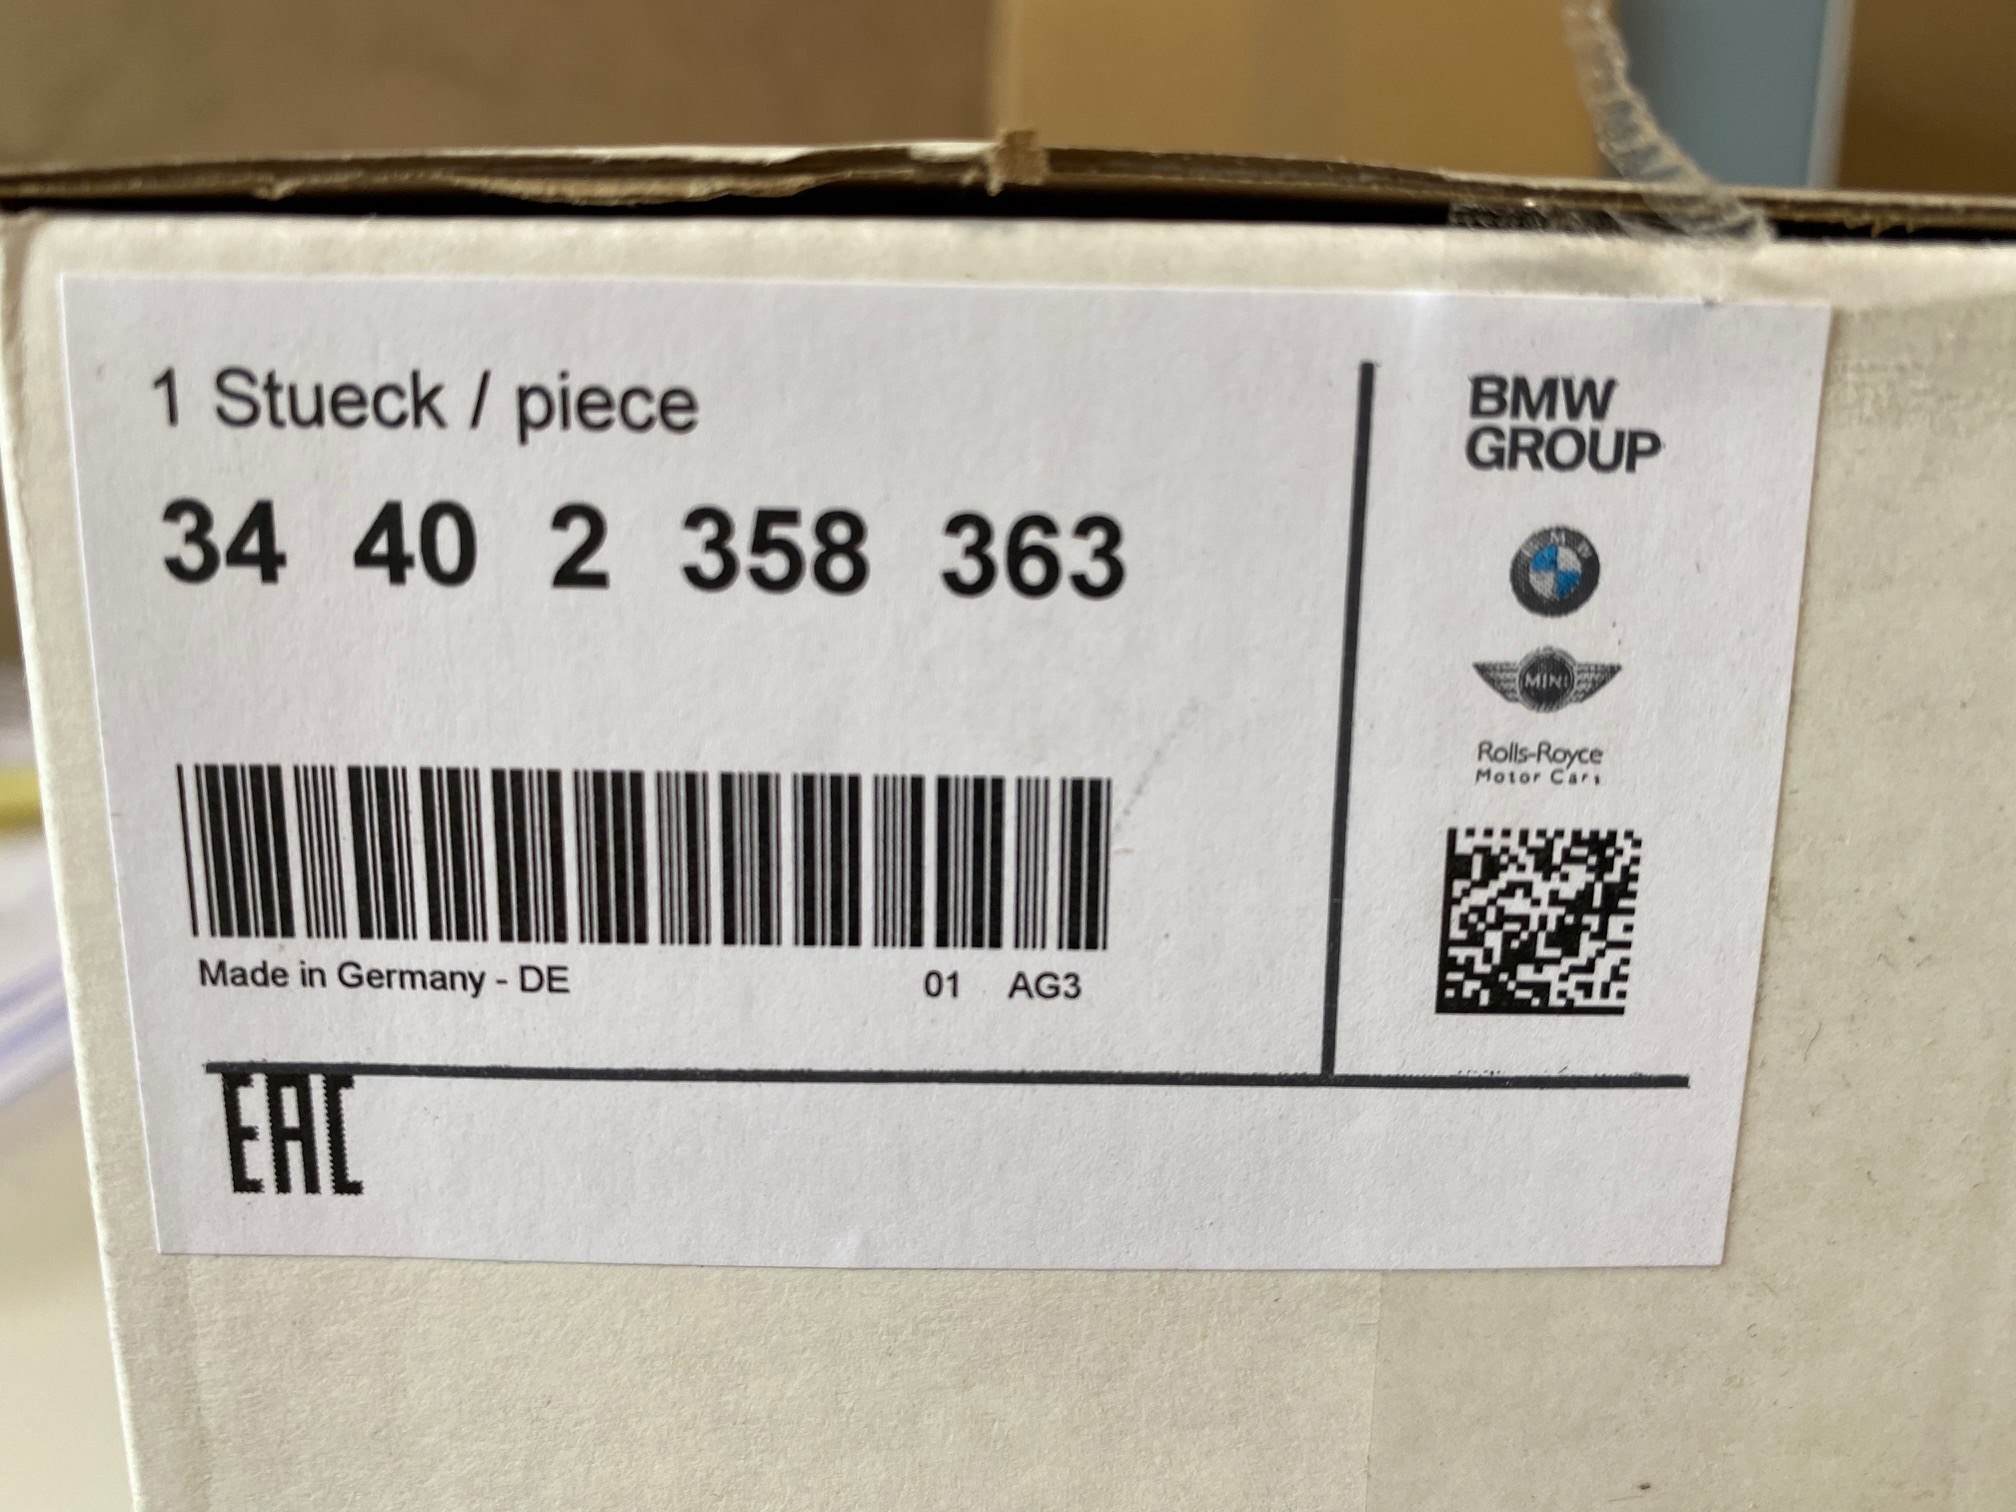 1 Stueck / piece
34 40 2 358 363
Made in Germany - DE
01 AG3
EAC
BMW
GROUP
BMW
MINI
Rolls-Royce
Motor Cars